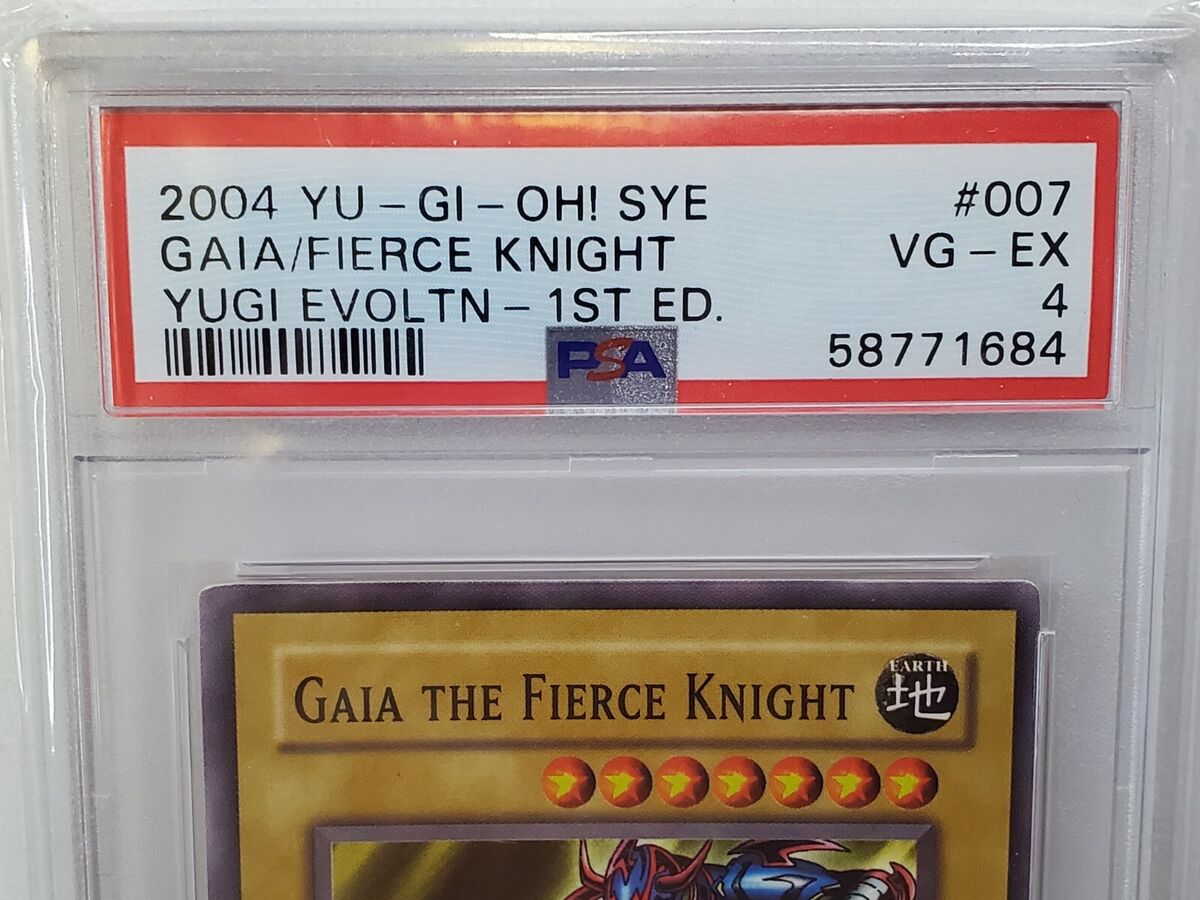 2004 YU-GI-OH! SYE #007
GAIA/FIERCE KNIGHT VG-EX
YUGI EVOLTN-1ST ED. 4
PSA 58771684
GAIA THE FIERCE KNIGHT
EARTH
地